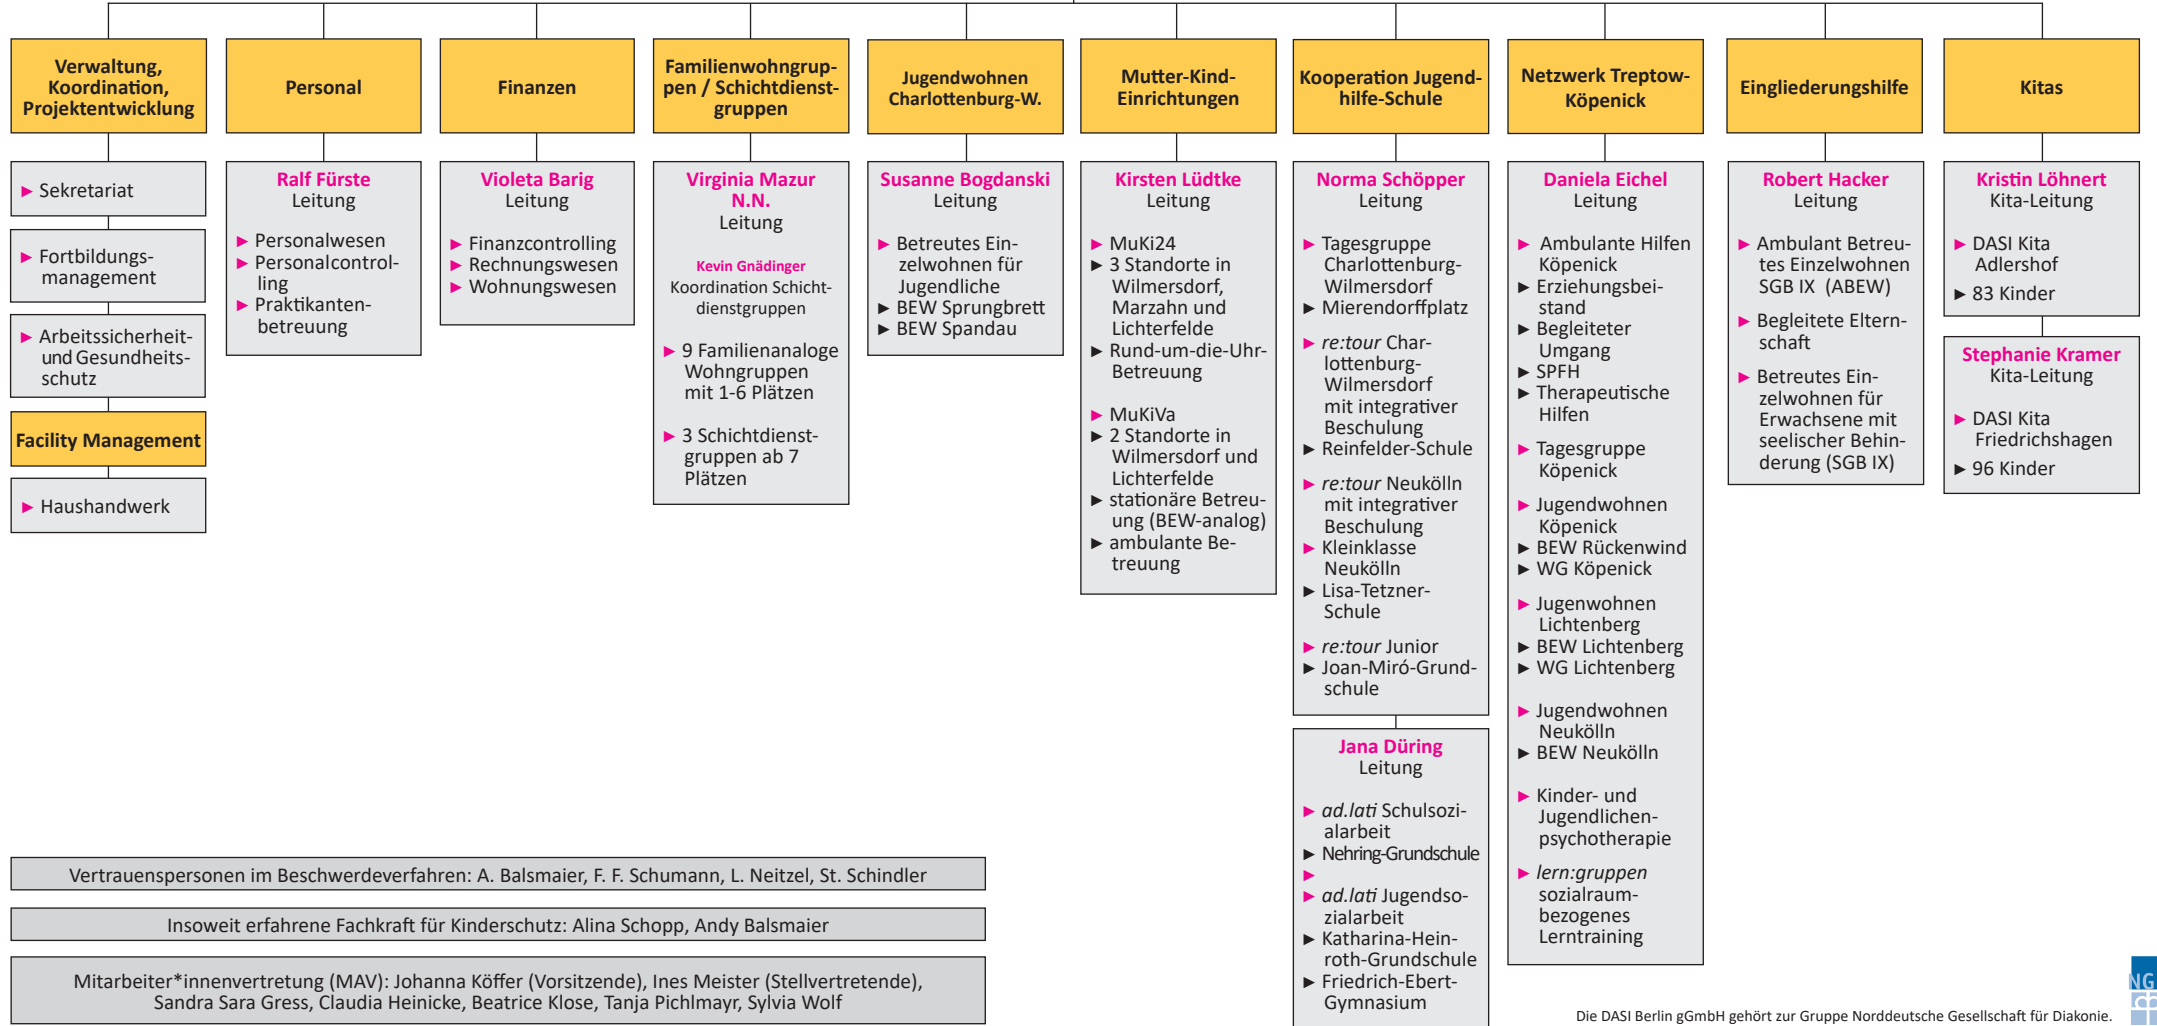 Verwaltung,
Koordination,
Projektentwicklung
► Sekretariat
► Fortbildungs-
management
► Arbeitssicherheit-
und Gesundheits-
schutz
Facility Management
► Haushandwerk
Personal
Ralf Fürste
Leitung
► Personalwesen
► Personalcontrol-
ling
► Praktikanten-
betreuung
Finanzen
Violeta Barig
Leitung
► Finanzcontrolling
► Rechnungswesen
► Wohnungswesen
Familienwohngrup-
pen / Schichtdienst-
gruppen
Virginia Mazur
N.N.
Leitung
Kevin Gnädinger
Koordination Schicht-
dienstgruppen
► 9 Familienanaloge
Wohngruppen
mit 1-6 Plätzen
► 3 Schichtdienst-
gruppen ab 7
Plätzen
Jugendwohnen
Charlottenburg-W.
Susanne Bogdanski
Leitung
► Betreutes Ein-
zelwohnen für
Jugendliche
► BEW Sprungbrett
► BEW Spandau
Mutter-Kind-
Einrichtungen
Kirsten Lüdtke
Leitung
► MuKi24
► 3 Standorte in
Wilmersdorf,
Marzahn und
Lichterfelde
► Rund-um-die-Uhr-
Betreuung
► MuKiVa
► 2 Standorte in
Wilmersdorf und
Lichterfelde
► stationäre Betreu-
ung (BEW-analog)
► ambulante Be-
treuung
Kooperation Jugend-
hilfe-Schule
Norma Schöpper
Leitung
► Tagesgruppe
Charlottenburg-
Wilmersdorf
► Mierendorffplatz
► re:tour Char-
lottenburg-
Wilmersdorf
mit integrativer
Beschulung
► Reinfelder-Schule
► re:tour Neukölln
mit integrativer
Beschulung
► Kleinklasse
Neukölln
► Lisa-Tetzner-
Schule
► re:tour Junior
► Joan-Miró-Grund-
schule
Jana Düring
Leitung
► ad.lati Schulsozi-
alarbeit
► Nehring-Grundschule
►
► ad.lati Jugendso-
zialarbeit
► Katharina-Hein-
roth-Grundschule
► Friedrich-Ebert-
Gymnasium
Netzwerk Treptow-
Köpenick
Daniela Eichel
Leitung
► Ambulante Hilfen
Köpenick
► Erziehungsbei-
stand
► Begleiteter
Umgang
► SPFH
► Therapeutische
Hilfen
► Tagesgruppe
Köpenick
► Jugendwohnen
Köpenick
► BEW Rückenwind
► WG Köpenick
► Jugenwohnen
Lichtenberg
► BEW Lichtenberg
► WG Lichtenberg
► Jugendwohnen
Neukölln
► BEW Neukölln
► Kinder- und
Jugendlichen-
psychotherapie
► lern:gruppen
sozialraum-
bezogenes
Lerntraining
Eingliederungshilfe
Robert Hacker
Leitung
► Ambulant Betreu-
tes Einzelwohnen
SGB IX (ABEW)
► Begleitete Eltern-
schaft
► Betreutes Ein-
zelwohnen für
Erwachsene mit
seelischer Behin-
derung (SGB IX)
Kitas
Kristin Löhnert
Kita-Leitung
► DASI Kita
Adlershof
► 83 Kinder
Stephanie Kramer
Kita-Leitung
► DASI Kita
Friedrichshagen
► 96 Kinder
Vertrauenspersonen im Beschwerdeverfahren: A. Balsmaier, F. F. Schumann, L. Neitzel, St. Schindler
Insoweit erfahrene Fachkraft für Kinderschutz: Alina Schopp, Andy Balsmaier
Mitarbeiter*innenvertretung (MAV): Johanna Köffer (Vorsitzende), Ines Meister (Stellvertretende),
Sandra Sara Gress, Claudia Heinicke, Beatrice Klose, Tanja Pichlmayr, Sylvia Wolf
Die DASI Berlin gGmbH gehört zur Gruppe Norddeutsche Gesellschaft für Diakonie.
NG